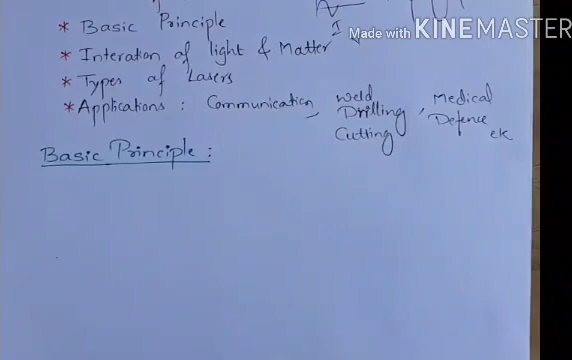 * Basic Principle
Made with KINEMASTER
* Interation of light & Matter
* Types of Lasers
* Applications : Communication, Weld Drilling Cutting, Medical Defence etc
Basic Principle :